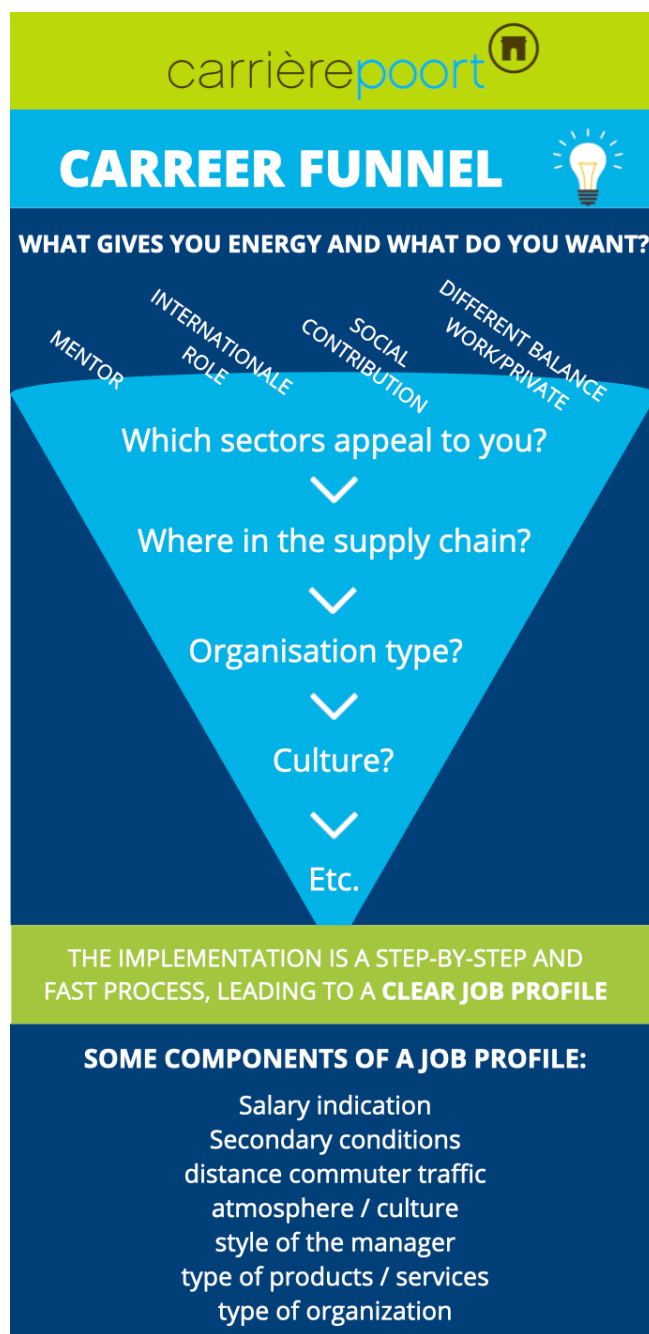 carrièrepoort
CARREER FUNNEL
WHAT GIVES YOU ENERGY AND WHAT DO YOU WANT?
MENTOR
INTERNATIONALE
ROLE
SOCIAL
CONTRIBUTION
DIFFERENT BALANCE
WORK/PRIVATE
Which sectors appeal to you?
Where in the supply chain?
Organisation type?
Culture?
Etc.
THE IMPLEMENTATION IS A STEP-BY-STEP AND
FAST PROCESS, LEADING TO A CLEAR JOB PROFILE
SOME COMPONENTS OF A JOB PROFILE:
Salary indication
Secondary conditions
distance commuter traffic
atmosphere / culture
style of the manager
type of products / services
type of organization